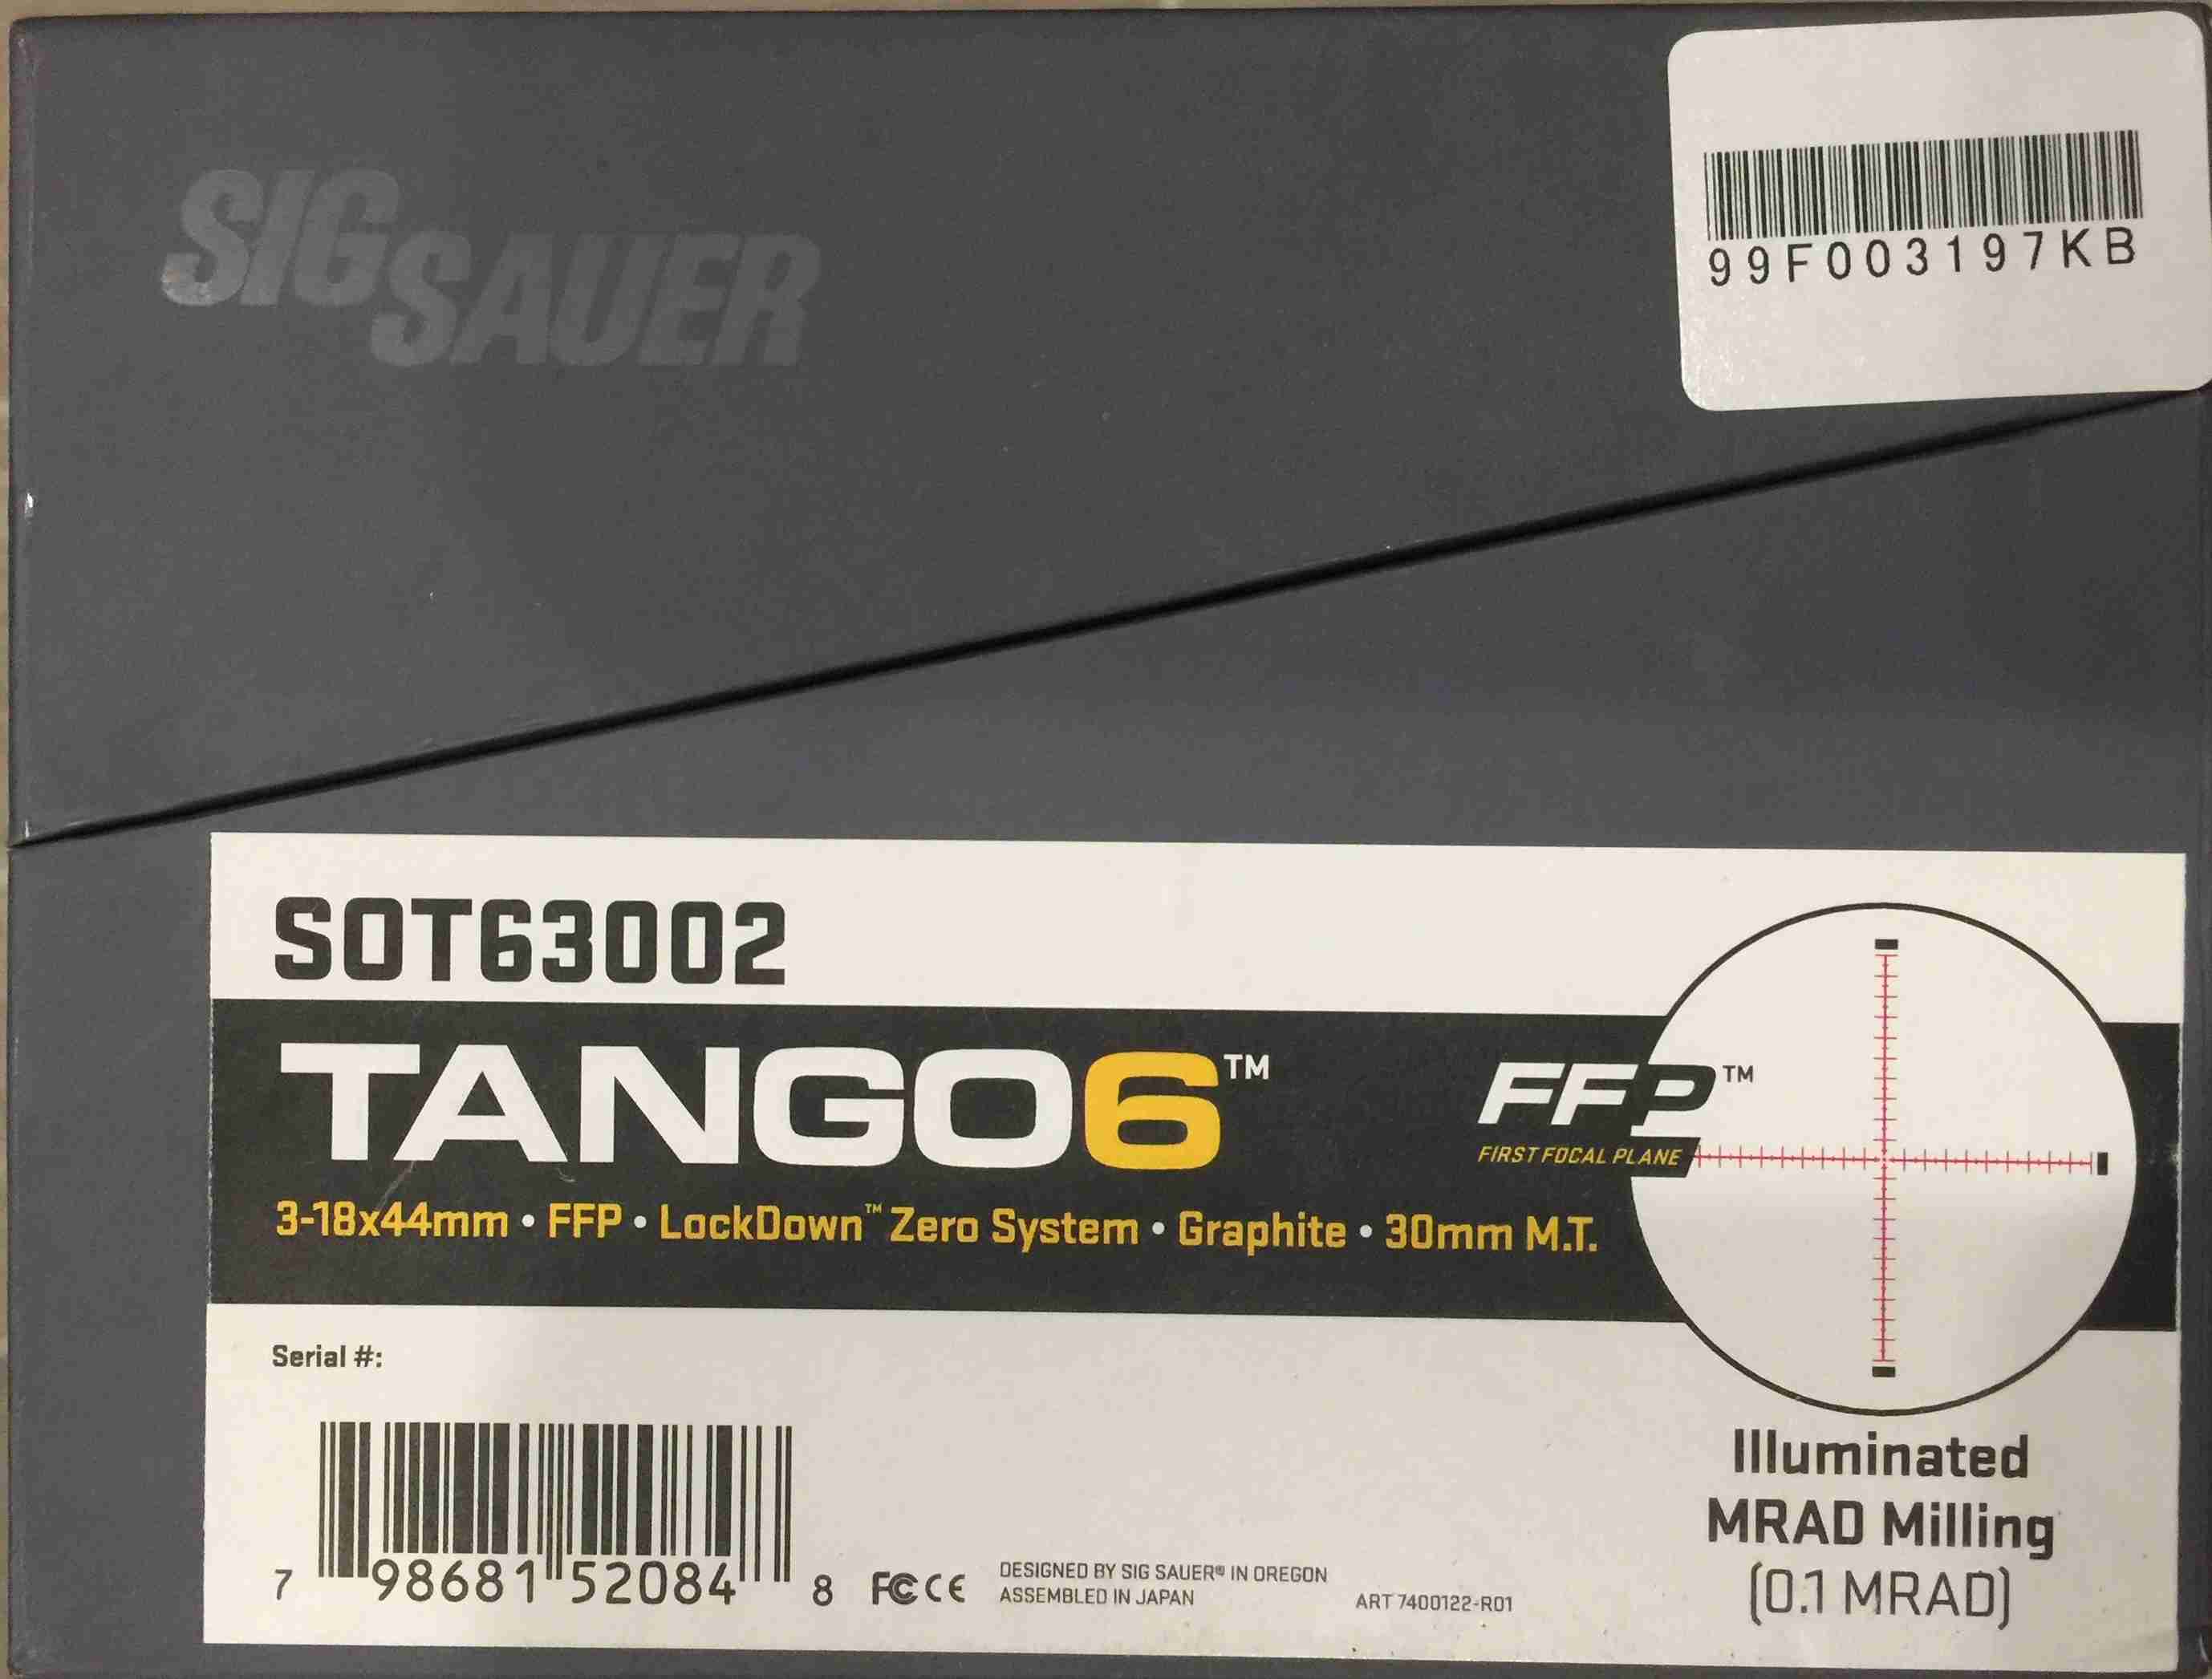 SIG SAUER
99F003197KB
SOT63002
TANGO6™
FFP™
FIRST FOCAL PLANE
3-18x44mm • FFP • LockDown™ Zero System • Graphite • 30mm M.T.
Serial #:
7 98681 52084 8
FC CE
DESIGNED BY SIG SAUER® IN OREGON
ASSEMBLED IN JAPAN
ART 7400122-R01
Illuminated
MRAD Milling
(0.1 MRAD)